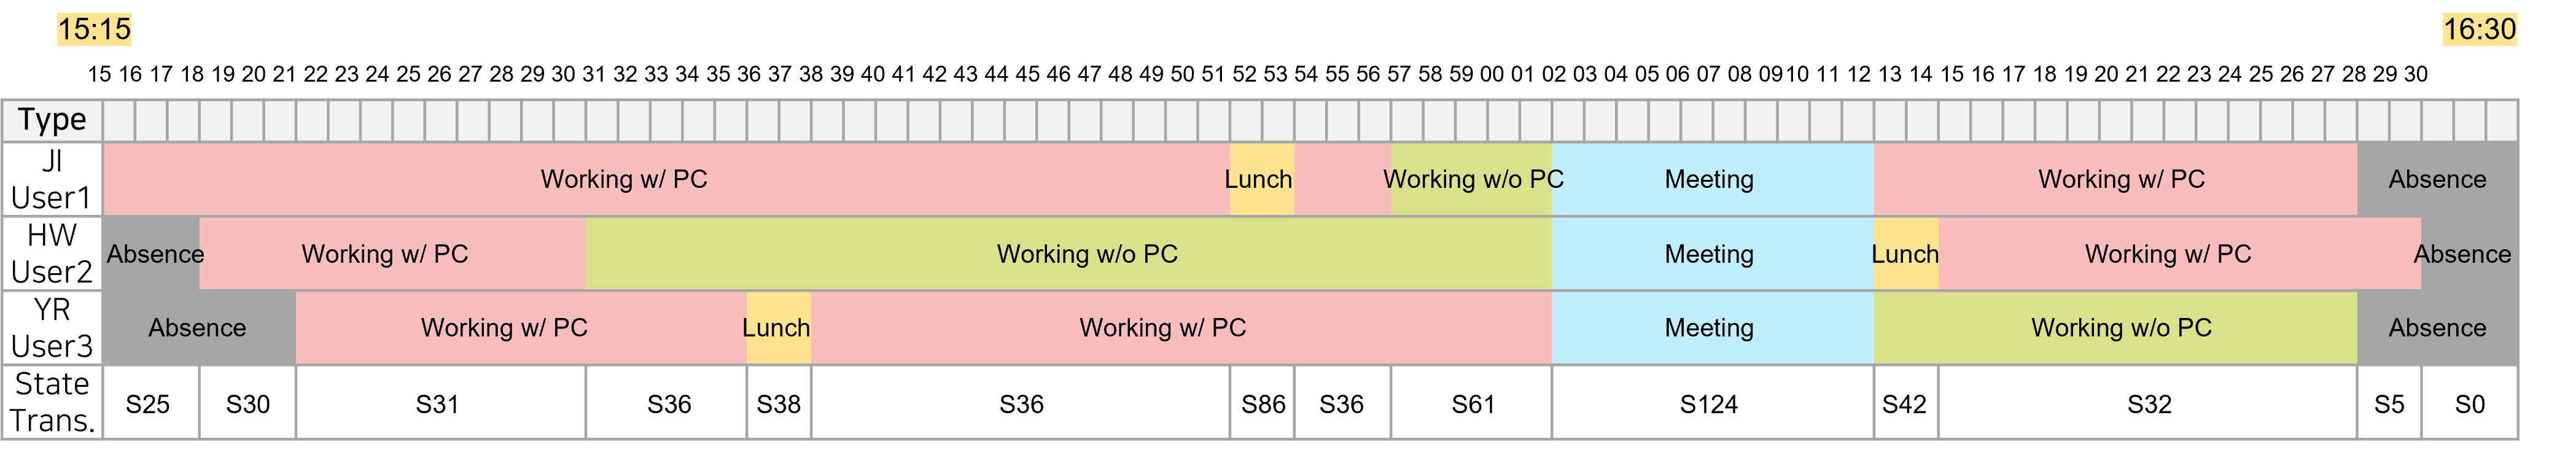 15:15 16:30
15 16 17 18 19 20 21 22 23 24 25 26 27 28 29 30 31 32 33 34 35 36 37 38 39 40 41 42 43 44 45 46 47 48 49 50 51 52 53 54 55 56 57 58 59 00 01 02 03 04 05 06 07 08 09 10 11 12 13 14 15 16 17 18 19 20 21 22 23 24 25 26 27 28 29 30
Type
JI
User1
Working w/ PC Lunch Working w/o PC Meeting Working w/ PC Absence
HW
User2
Absence Working w/ PC Working w/o PC Meeting Lunch Working w/ PC Absence
YR
User3
Absence Working w/ PC Lunch Working w/ PC Meeting Working w/o PC Absence
State
Trans.
S25 S30 S31 S36 S38 S36 S86 S36 S61 S124 S42 S32 S5 S0